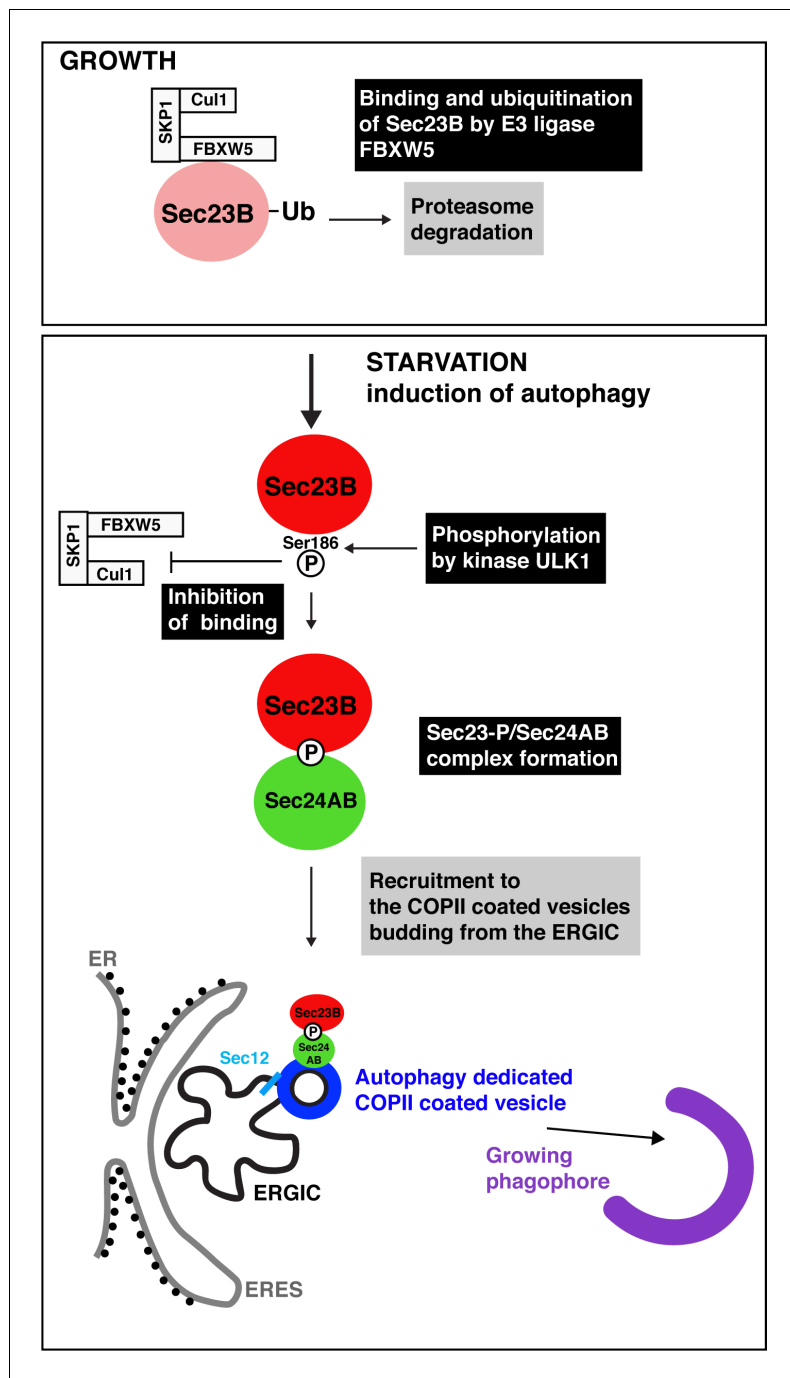 GROWTH
Cul1
SKP1
FBXW5
Binding and ubiquitination
of Sec23B by E3 ligase
FBXW5
Sec23B
Ub
Proteasome
degradation
STARVATION
induction of autophagy
Sec23B
Ser186
P
SKP1
FBXW5
Cul1
Phosphorylation
by kinase ULK1
Inhibition
of binding
Sec23B
P
Sec24AB
Sec23-P/Sec24AB
complex formation
Recruitment to
the COPII coated vesicles
budding from the ERGIC
ER
Sec23B
P
Sec24
AB
Sec12
Autophagy dedicated
COPII coated vesicle
Growing
phagophore
ERGIC
ERES